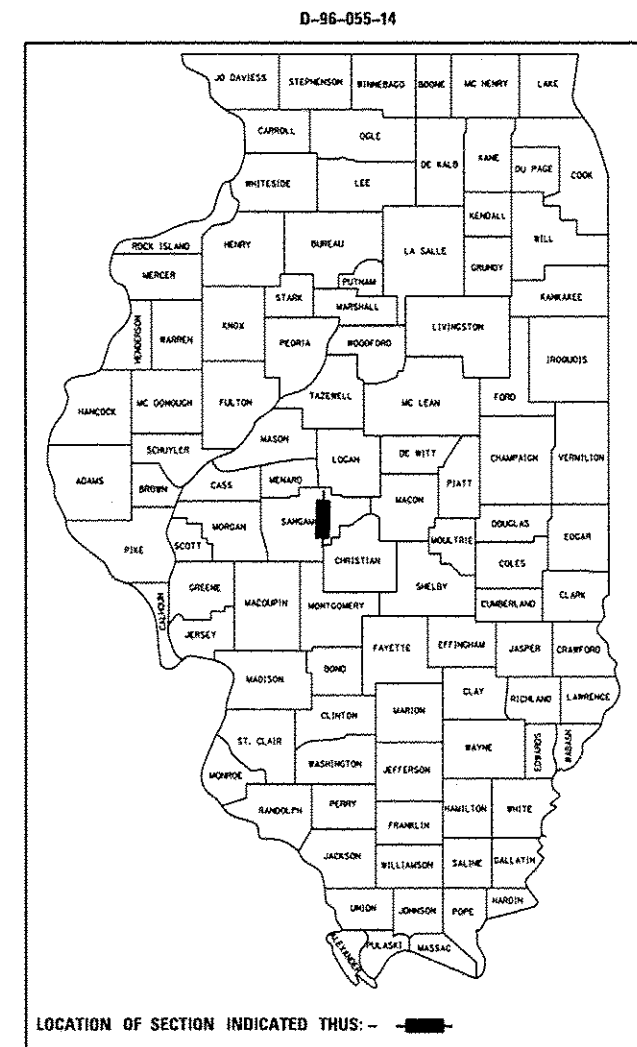 D-96-055-14
JO DAVIESS STEPHENSON WINNEBAGO BOONE MC HENRY LAKE
CARROLL OGLE DE KALB KANE DU PAGE COOK
WHITESIDE LEE
KENDALL WILL
ROCK ISLAND HENRY BUREAU LA SALLE GRUNDY
MERCER PUTNAM KANKAKEE
STARK MARSHALL
HENDERSON WARREN KNOX PEORIA WOODFORD LIVINGSTON IROQUOIS
HANCOCK MC DONOUGH FULTON TAZEWELL MC LEAN FORD
MASON
SCHUYLER LOGAN DE WITT CHAMPAIGN VERMILION
ADAMS BROWN CASS MENARD MACON PIATT
MORGAN SANGAM DOUGLAS
PIKE SCOTT CHRISTIAN MOULTRIE EDGAR
COLES
CALHOUN GREENE MACOUPIN MONTGOMERY SHELBY CLARK
CUMBERLAND
JERSEY FAYETTE EFFINGHAM JASPER CRAWFORD
BOND
MADISON CLAY RICHLAND LAWRENCE
CLINTON MARION
ST. CLAIR WAYNE EDWARDS WABASH
WASHINGTON JEFFERSON
MONROE
RANDOLPH PERRY HAMILTON WHITE
FRANKLIN
JACKSON WILLIAMSON SALINE GALLATIN
UNION JOHNSON POPE HARDIN
ALEXANDER PULASKI MASSAC
LOCATION OF SECTION INDICATED THUS: -